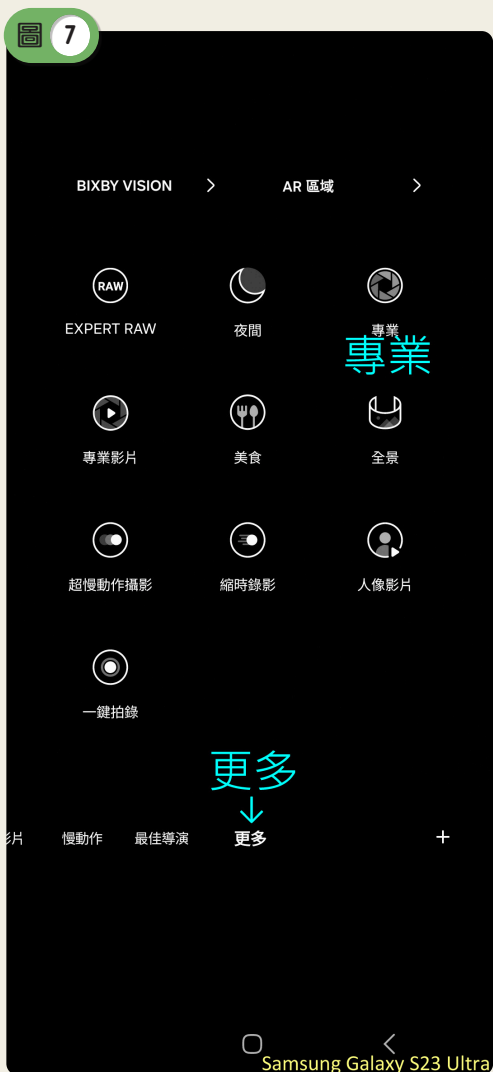 圖 7
BIXBY VISION
AR 區域
RAW
EXPERT RAW
夜間
專業
專業
專業影片
美食
全景
超慢動作攝影
縮時錄影
人像影片
一鍵拍錄
更多
影片 慢動作 最佳導演 更多 +
Samsung Galaxy S23 Ultra